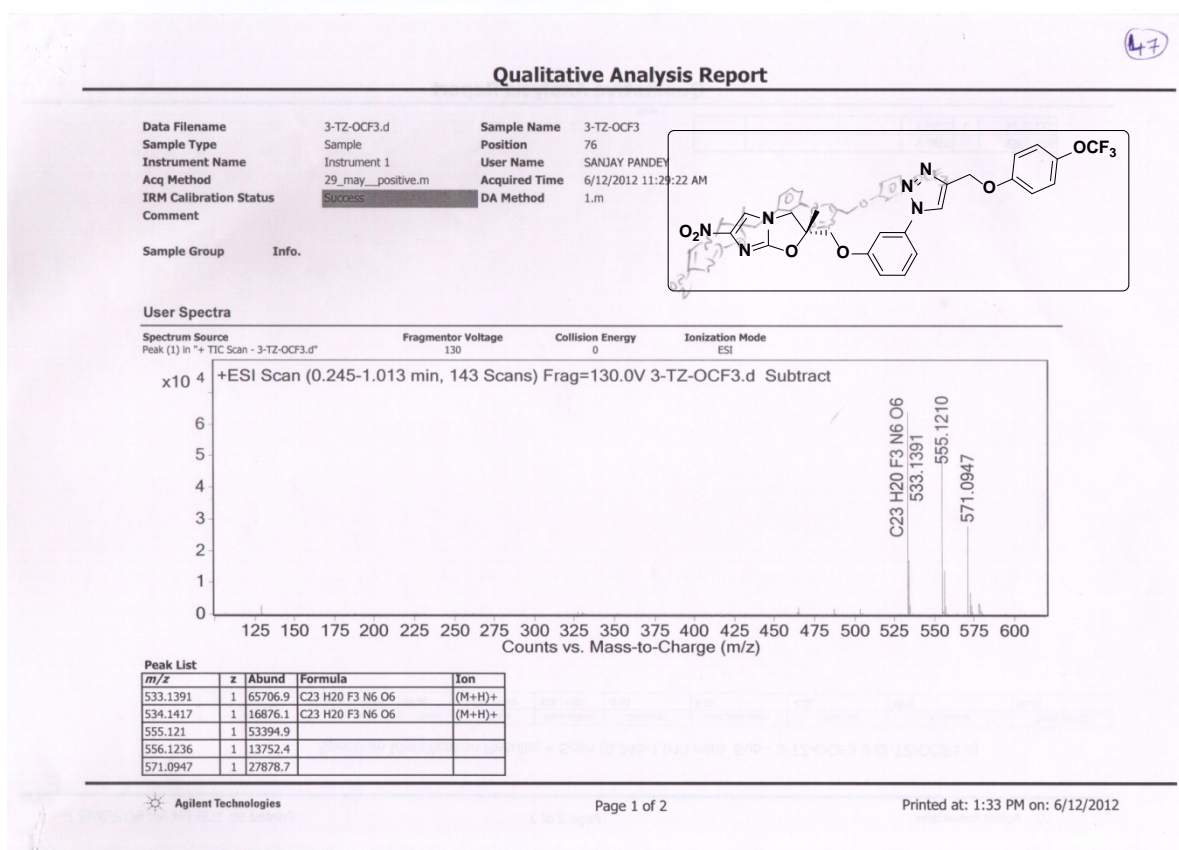 47
Qualitative Analysis Report
Data Filename 3-TZ-OCF3.d Sample Name 3-TZ-OCF3
Sample Type Sample Position 76
Instrument Name Instrument 1 User Name SANJAY PANDEY
Acq Method 29_may__positive.m Acquired Time 6/12/2012 11:29:22 AM
IRM Calibration Status Success DA Method 1.m
Comment
Sample Group Info.
OCF3
N
N
N
O
N
O2N
N
O
O
User Spectra
Spectrum Source Fragmentor Voltage Collision Energy Ionization Mode
Peak (1) in "+ TIC Scan - 3-TZ-OCF3.d" 130 0 ESI
x10 4
+ESI Scan (0.245-1.013 min, 143 Scans) Frag=130.0V 3-TZ-OCF3.d Subtract
C23 H20 F3 N6 O6
533.1391
555.1210
571.0947
6
5
4
3
2
1
0
125 150 175 200 225 250 275 300 325 350 375 400 425 450 475 500 525 550 575 600
Counts vs. Mass-to-Charge (m/z)
Peak List
m/z z Abund Formula Ion
533.1391 1 65706.9 C23 H20 F3 N6 O6 (M+H)+
534.1417 1 16876.1 C23 H20 F3 N6 O6 (M+H)+
555.121 1 53394.9
556.1236 1 13752.4
571.0947 1 27878.7
Agilent Technologies Page 1 of 2 Printed at: 1:33 PM on: 6/12/2012